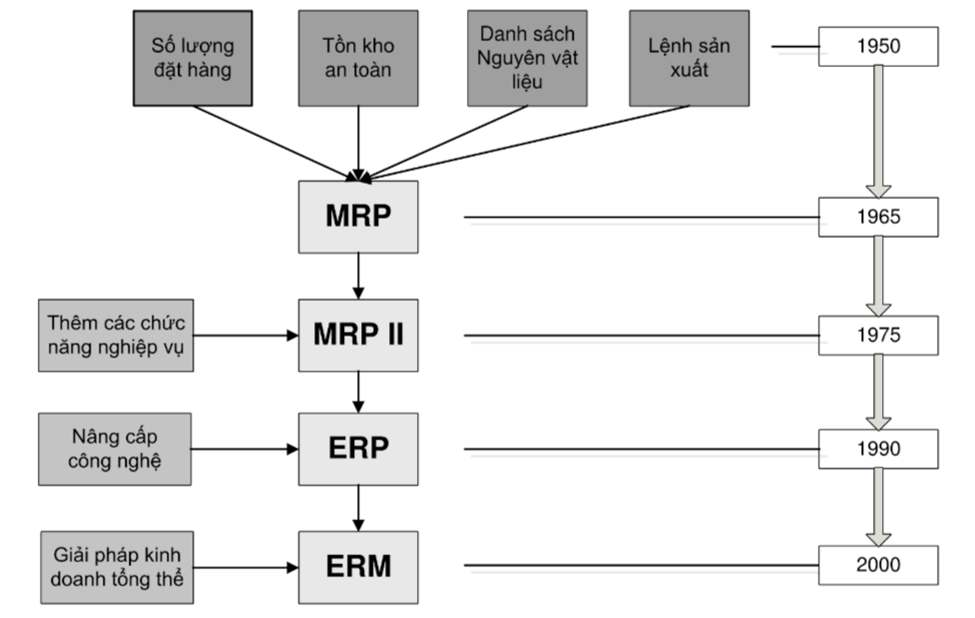 Số lượng
đặt hàng
Tồn kho
an toàn
Danh sách
Nguyên vật
liệu
Lệnh sản
xuất
1950
MRP
1965
Thêm các chức
năng nghiệp vụ
MRP II
1975
Nâng cấp
công nghệ
ERP
1990
Giải pháp kinh
doanh tổng thể
ERM
2000